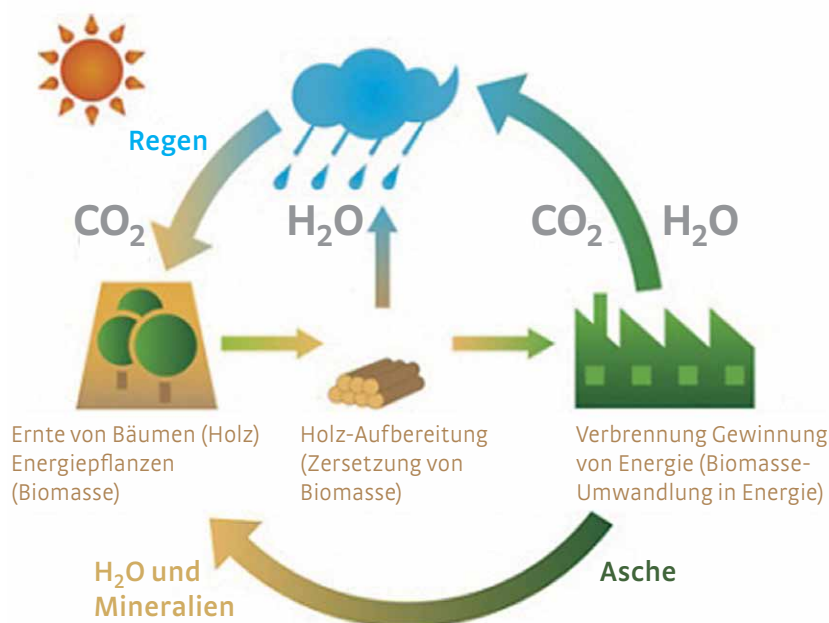 Regen
CO₂
H₂O
CO₂
H₂O
Ernte von Bäumen (Holz)
Energiepflanzen
(Biomasse)
Holz-Aufbereitung
(Zersetzung von
Biomasse)
Verbrennung Gewinnung
von Energie (Biomasse-
Umwandlung in Energie)
H₂O und
Mineralien
Asche